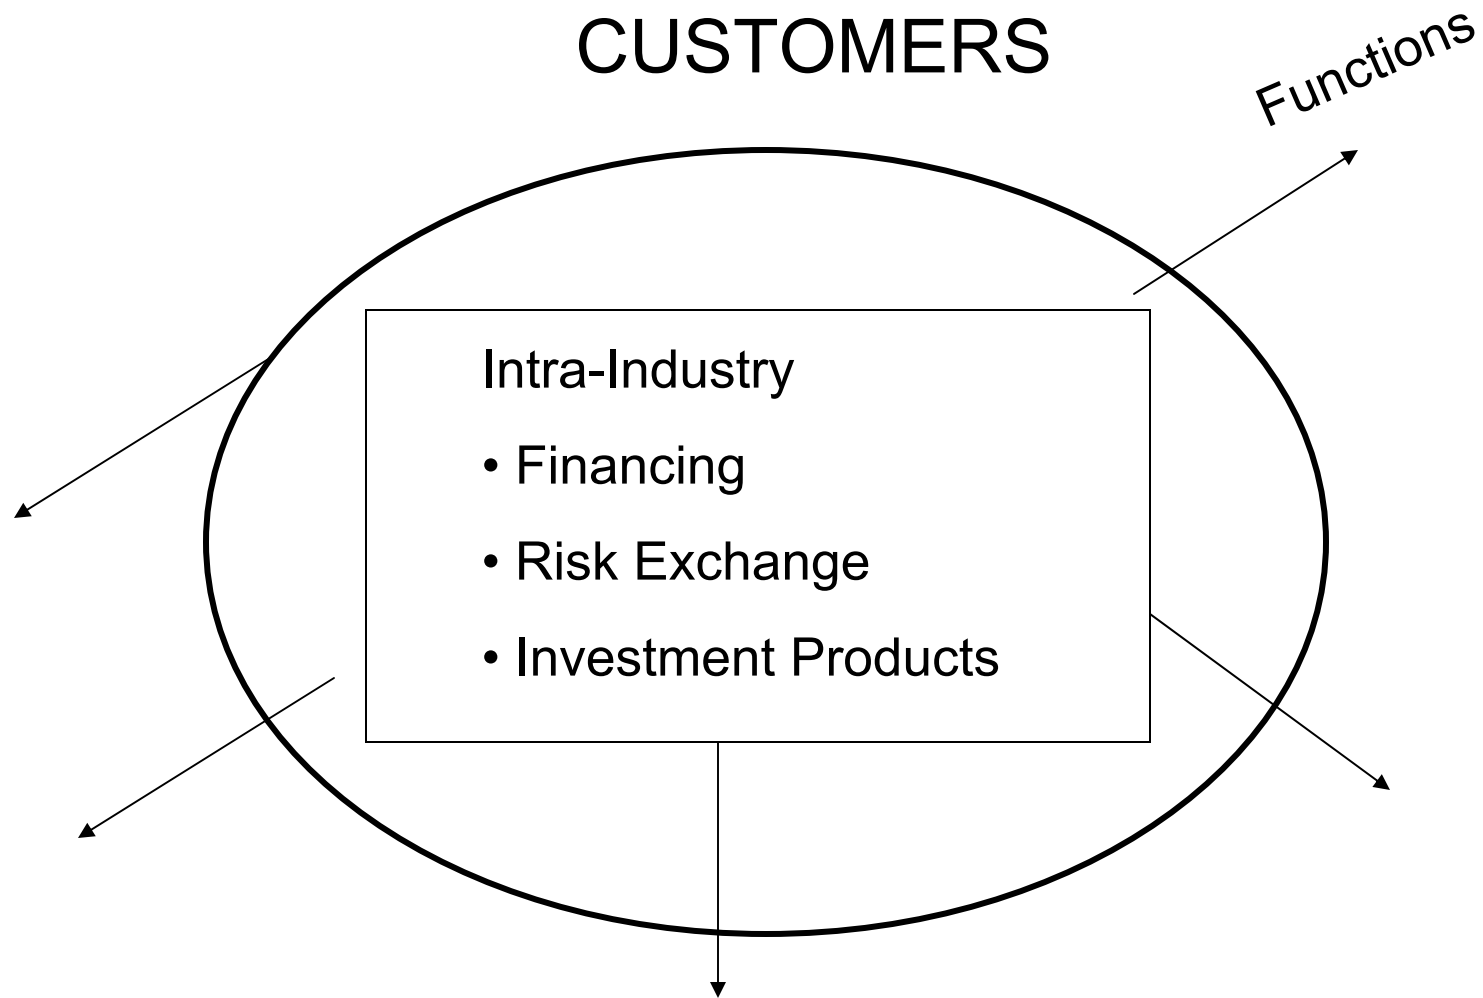 CUSTOMERS
Functions
Intra-Industry
• Financing
• Risk Exchange
• Investment Products